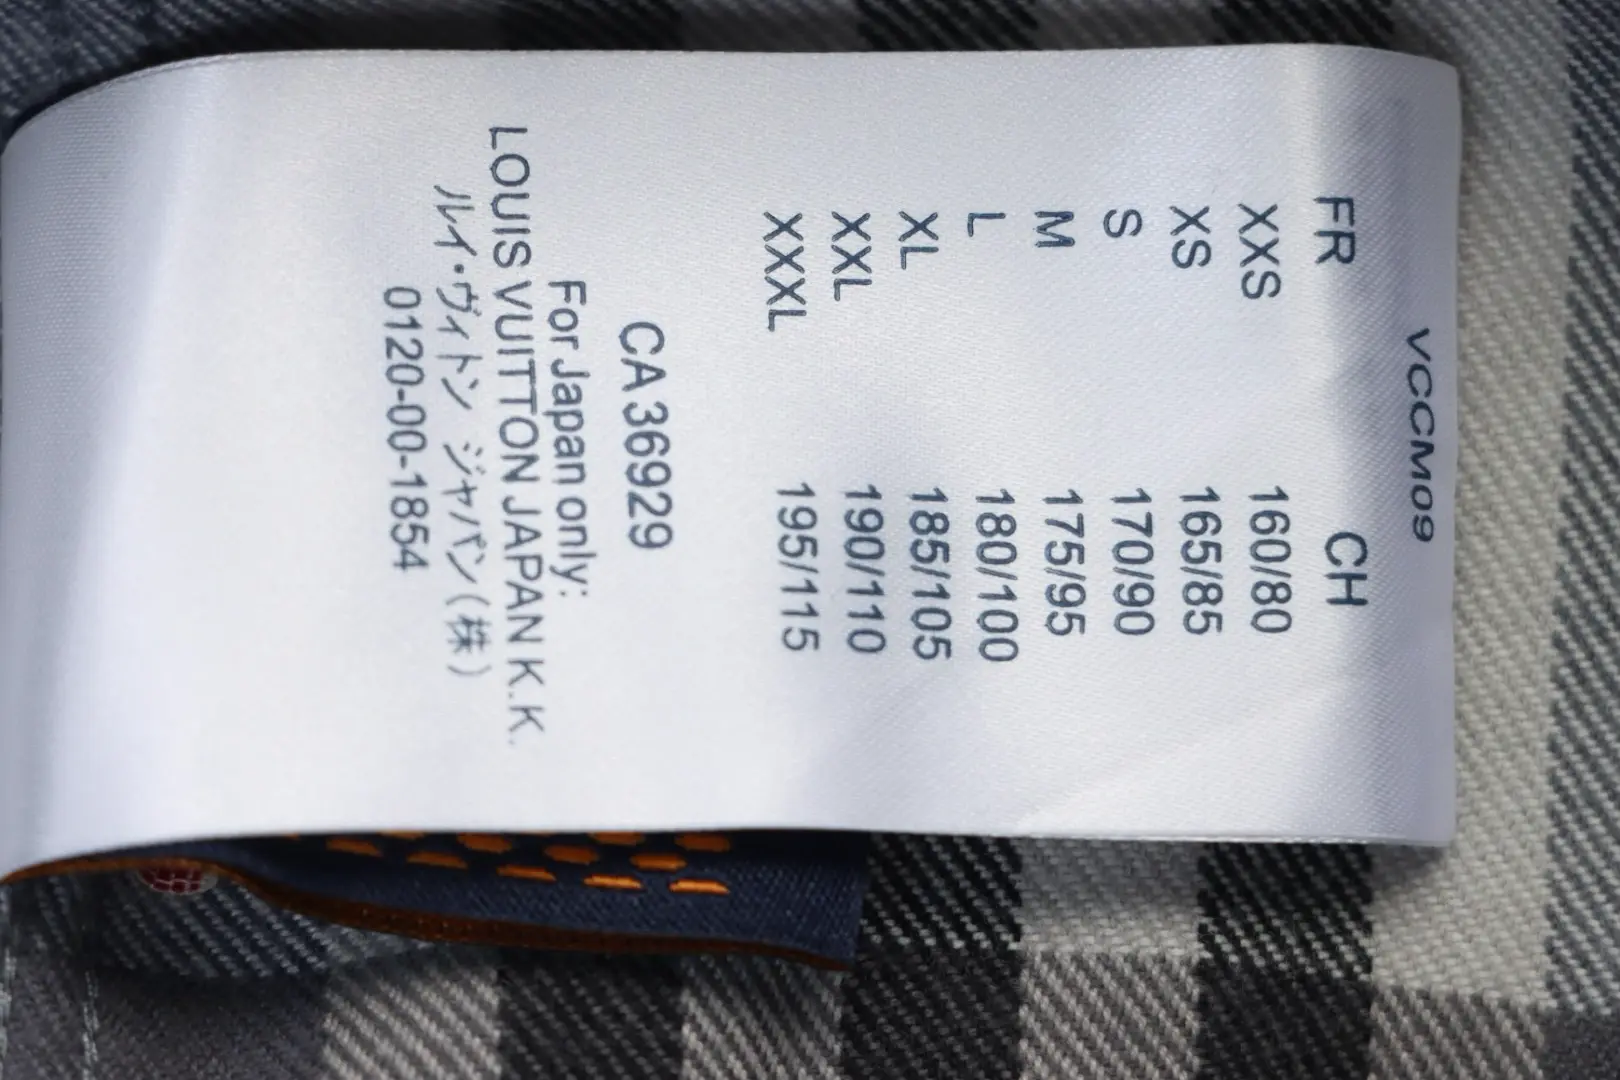 VCCM09
FR CH
XXS 160/80
XS 165/85
S 170/90
M 175/95
L 180/100
XL 185/105
XXL 190/110
XXXL 195/115
CA 36929
For Japan only:
LOUIS VUITTON JAPAN K.K.
ルイ・ヴィトン ジャパン(株)
0120-00-1854